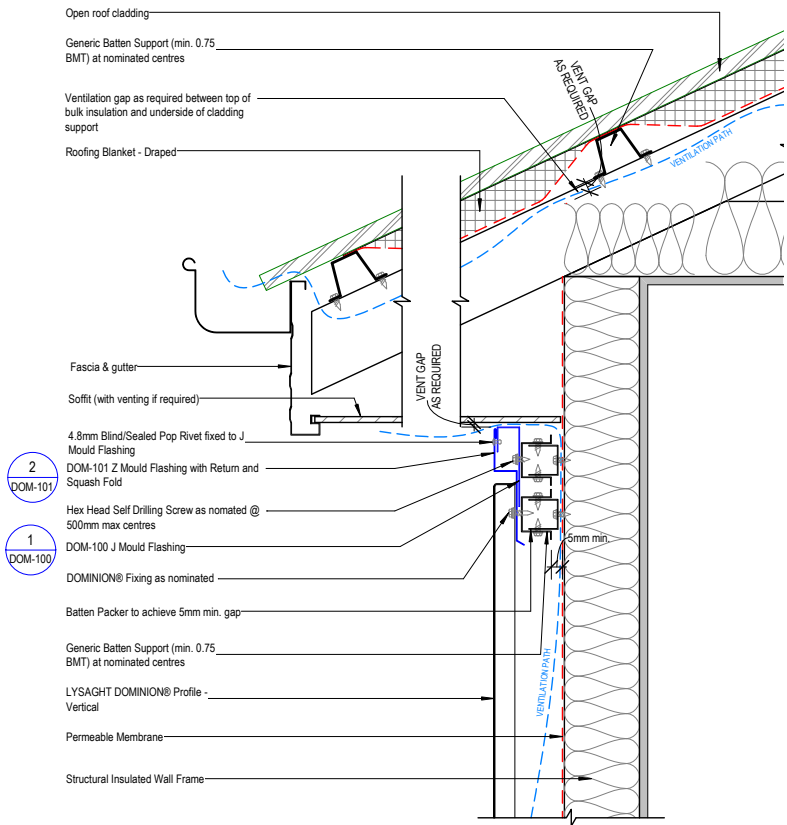 Open roof cladding
Generic Batten Support (min. 0.75
BMT) at nominated centres
VENT GAP
AS REQUIRED
Ventilation gap as required between top of
bulk insulation and underside of cladding
support
Roofing Blanket - Draped
VENTILATION PATH
Fascia & gutter
VENT GAP
AS REQUIRED
Soffit (with venting if required)
4.8mm Blind/Sealed Pop Rivet fixed to J
Mould Flashing
2
DOM-101
DOM-101 Z Mould Flashing with Return and
Squash Fold
Hex Head Self Drilling Screw as nomated @
500mm max centres
1
DOM-100
DOM-100 J Mould Flashing
5mm min.
DOMINION® Fixing as nominated
Batten Packer to achieve 5mm min. gap
Generic Batten Support (min. 0.75
BMT) at nominated centres
VENTILATION PATH
LYSAGHT DOMINION® Profile -
Vertical
Permeable Membrane
Structural Insulated Wall Frame